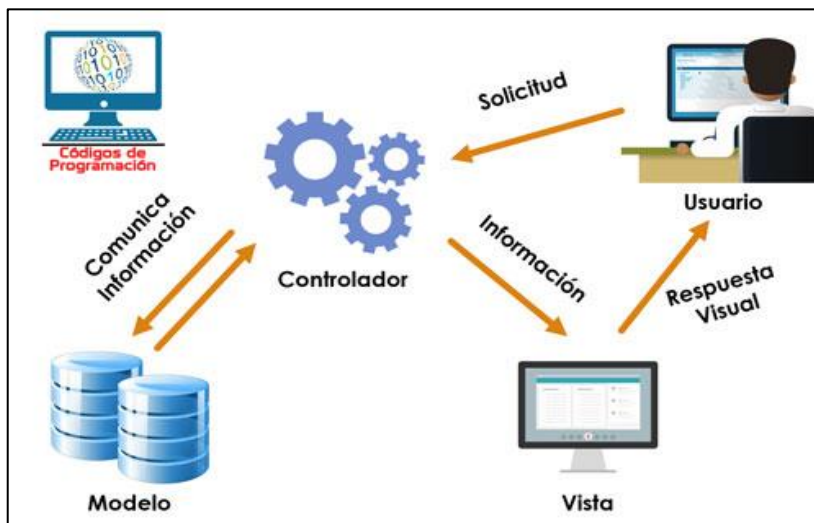 Códigos de
Programación
Solicitud
Usuario
Comunica
Información
Controlador
Información
Respuesta
Visual
Modelo
Vista